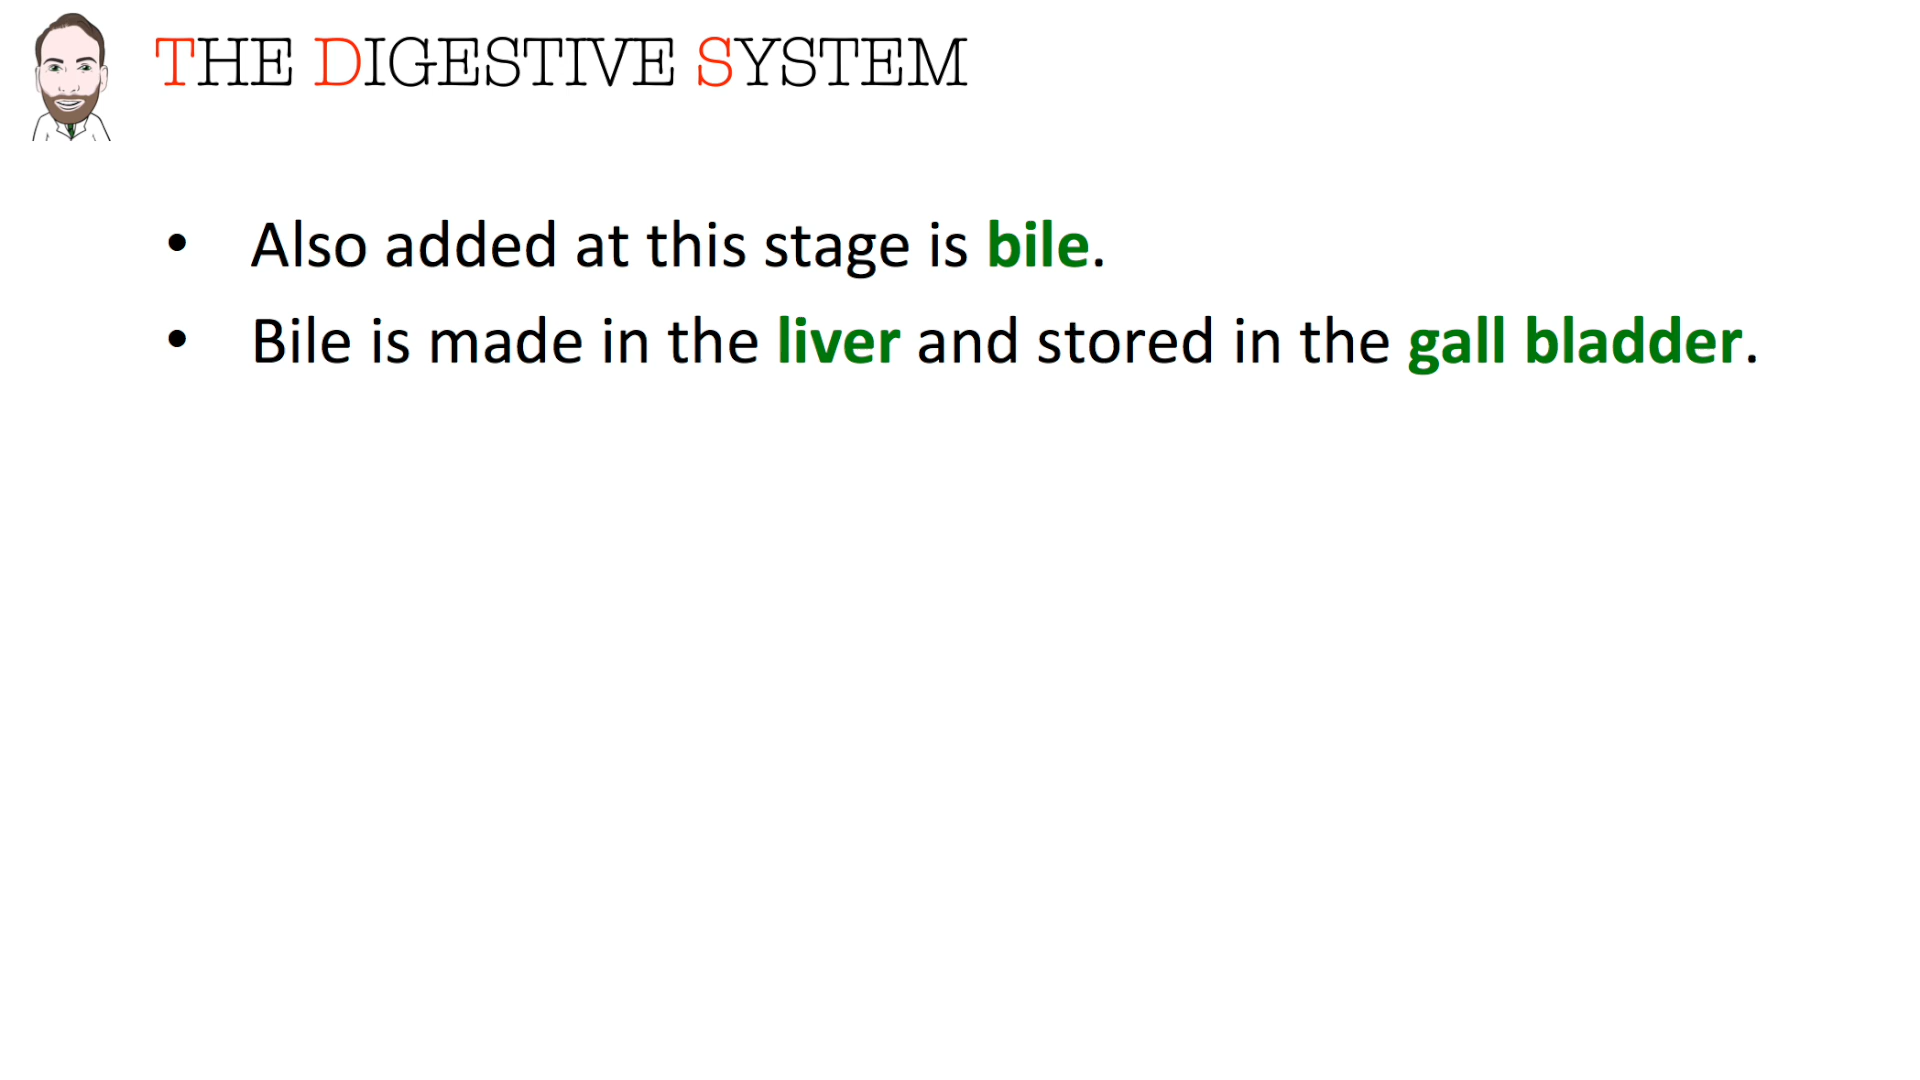 THE DIGESTIVE SYSTEM
• Also added at this stage is bile.
• Bile is made in the liver and stored in the gall bladder.